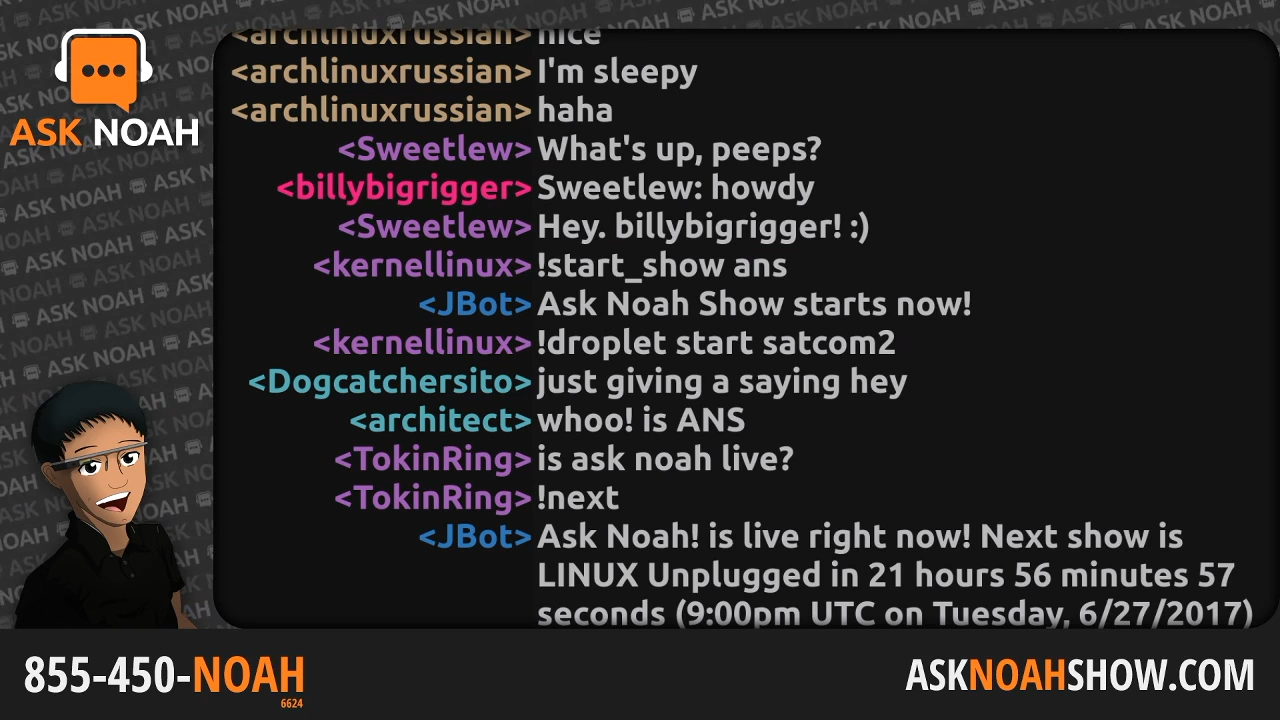 <archlinuxrussian> nice
<archlinuxrussian> I'm sleepy
<archlinuxrussian> haha
<Sweetlew> What's up, peeps?
<billybigrigger> Sweetlew: howdy
<Sweetlew> Hey. billybigrigger! :)
<kernellinux> !start_show ans
<JBot> Ask Noah Show starts now!
<kernellinux> !droplet start satcom2
<Dogcatchersito> just giving a saying hey
<architect> whoo! is ANS
<TokinRing> is ask noah live?
<TokinRing> !next
<JBot> Ask Noah! is live right now! Next show is
LINUX Unplugged in 21 hours 56 minutes 57
seconds (9:00pm UTC on Tuesday, 6/27/2017)
ASK NOAH
855-450-NOAH
6624
ASKNOAHSHOW.COM